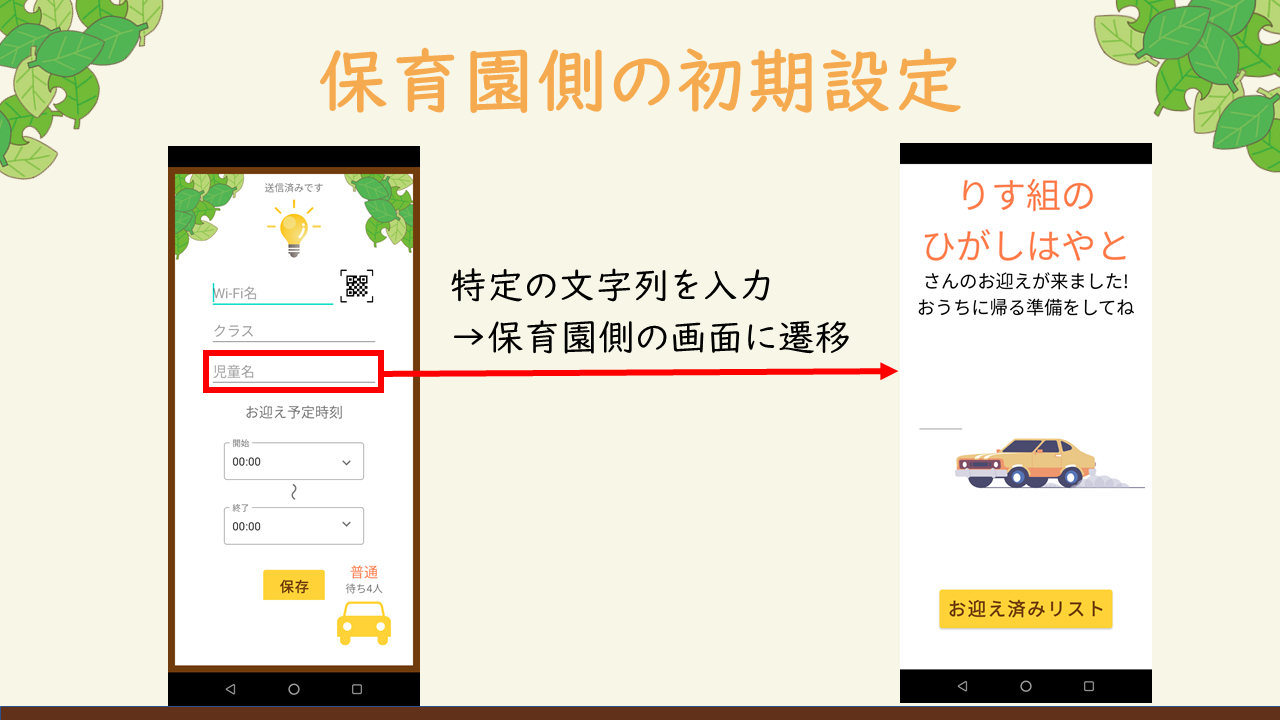 保育園側の初期設定
送信済みです
Wi-Fi名
クラス
児童名
お迎え予定時刻
開始
00:00
〜
終了
00:00
保存
普通
待ち4人
特定の文字列を入力
→保育園側の画面に遷移
りす組の
ひがしはやと
さんのお迎えが来ました!
おうちに帰る準備をしてね
お迎え済みリスト